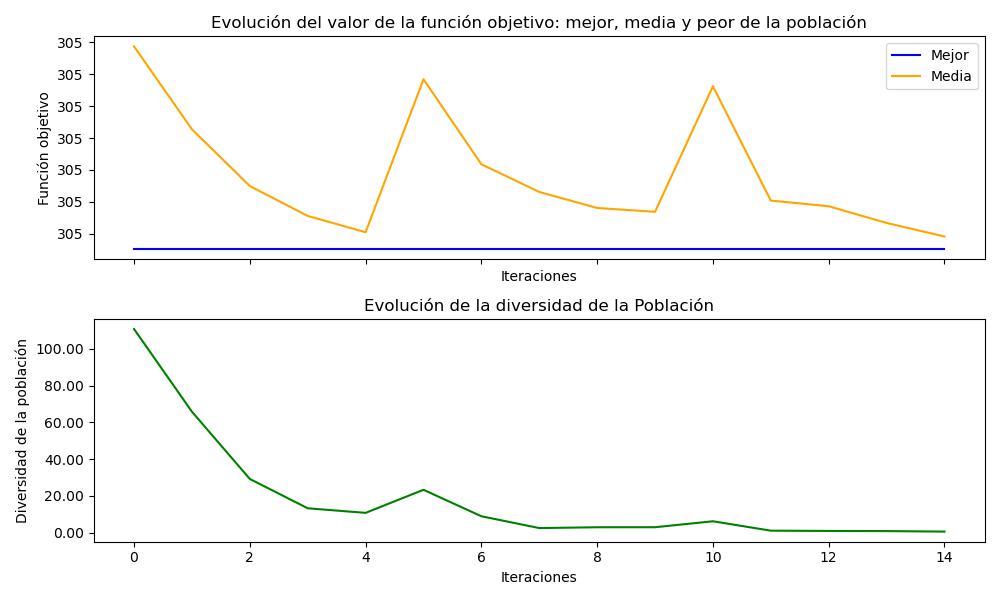 Evolución del valor de la función objetivo: mejor, media y peor de la población
305
305
305
305
305
305
305
Función objetivo
Mejor
Media
Iteraciones
Evolución de la diversidad de la Población
100.00
80.00
60.00
40.00
20.00
0.00
Diversidad de la población
0 2 4 6 8 10 12 14
Iteraciones